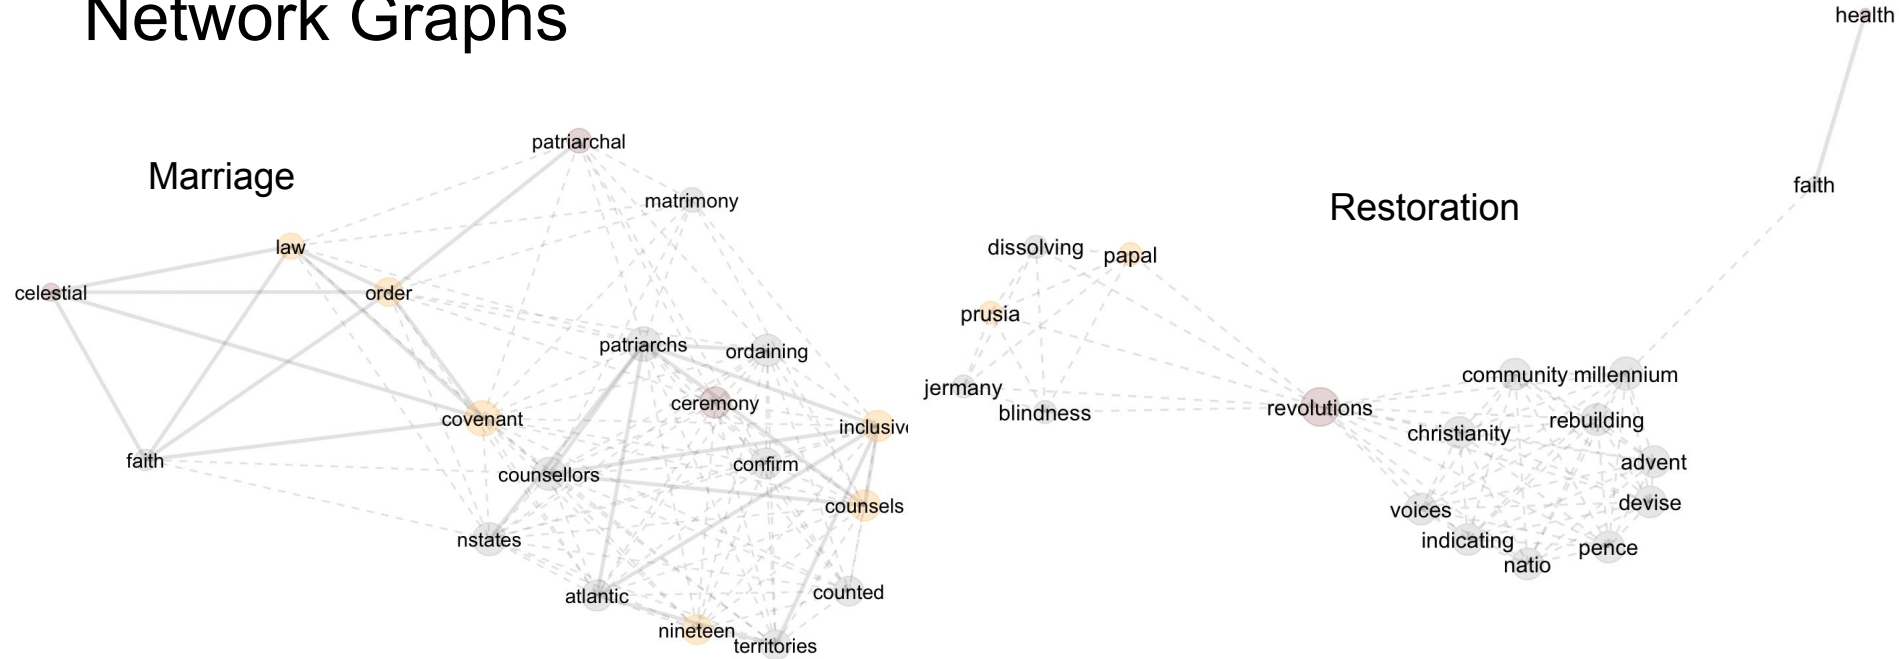 Network Graphs
Marriage
patriarchal
matrimony
law
celestial
order
patriarchs
ordaining
ceremony
covenant
inclusive
faith
counsellors
confirm
counsels
nstates
atlantic
counted
nineteen
territories
Restoration
health
faith
dissolving
papal
prusia
jermany
blindness
revolutions
community
millennium
christianity
rebuilding
advent
voices
devise
indicating
pence
natio